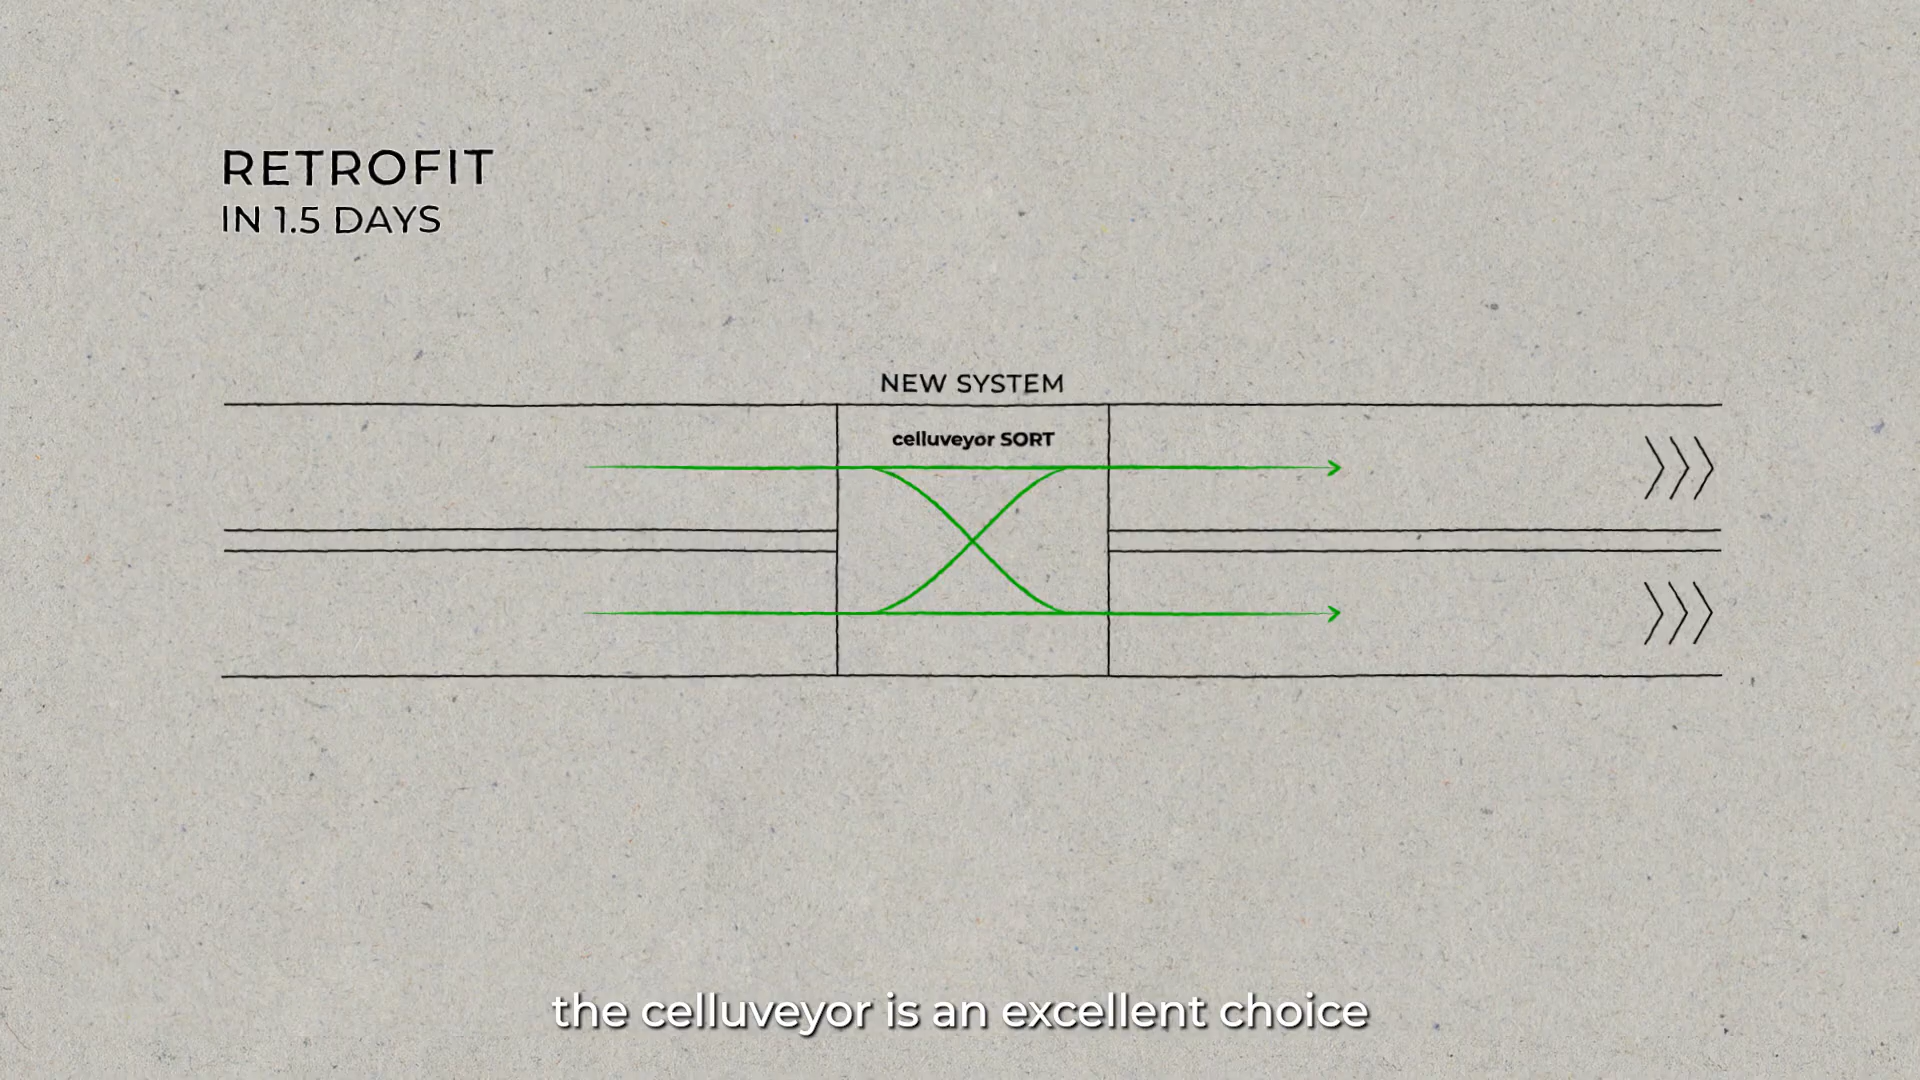 RETROFIT
IN 1.5 DAYS
NEW SYSTEM
celluveyor SORT
the celluveyor is an excellent choice